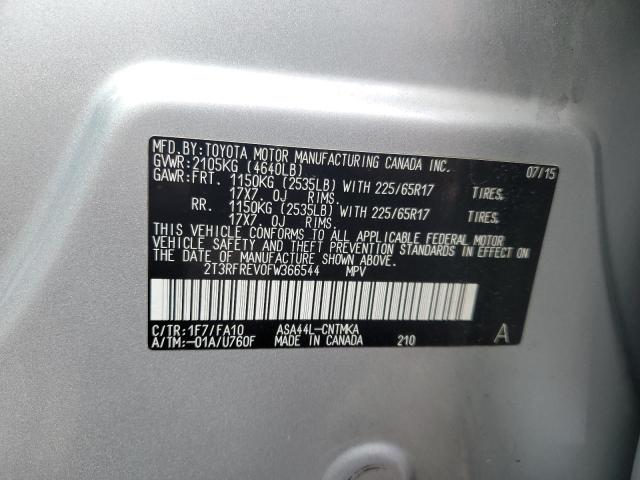 MFD.BY:TOYOTA MOTOR MANUFACTURING CANADA INC. 07/15
GVWR:2105KG (4640LB)
GAWR:FRT. 1150KG (2535LB) WITH 225/65R17 TIRES,
17X7.0J RIMS.
RR. 1150KG (2535LB) WITH 225/65R17 TIRES,
17X7.0J RIMS.
THIS VEHICLE CONFORMS TO ALL APPLICABLE FEDERAL MOTOR
VEHICLE SAFETY AND THEFT PREVENTION STANDARDS IN EFFECT ON
THE DATE OF MANUFACTURE SHOWN ABOVE.
2T3RFREV0FW366544 MPV
C/TR:1F7/FA10 ASA44L-CNTMKA A
A/TM:-01A/U760F MADE IN CANADA 210